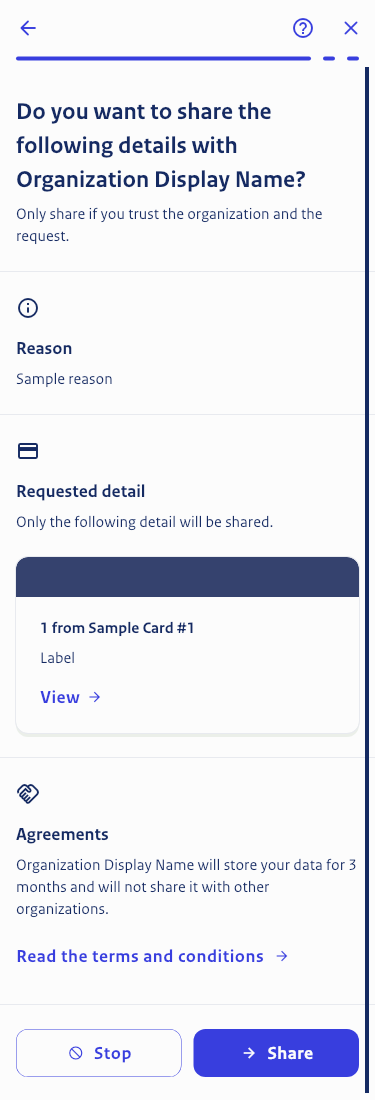 Do you want to share the
following details with
Organization Display Name?
Only share if you trust the organization and the
request.
Reason
Sample reason
Requested detail
Only the following detail will be shared.
1 from Sample Card #1
Label
View
Agreements
Organization Display Name will store your data for 3
months and will not share it with other
organizations.
Read the terms and conditions
Stop
Share